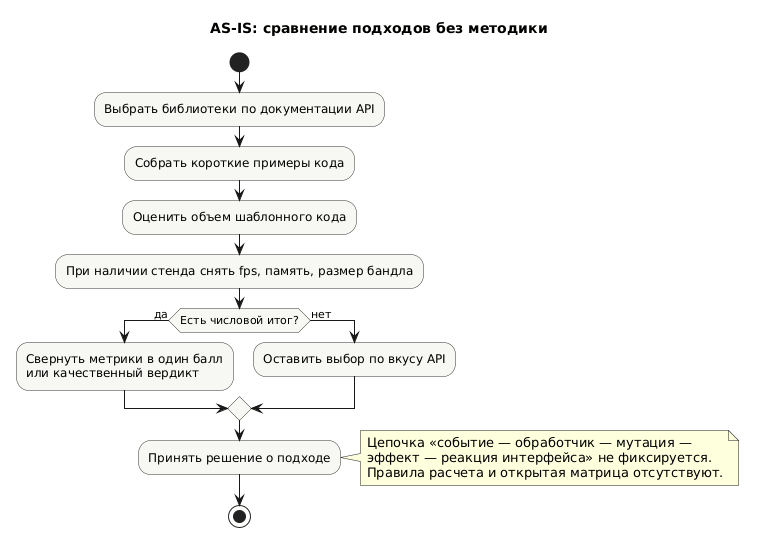 AS-IS: сравнение подходов без методики
Выбрать библиотеки по документации API
Собрать короткие примеры кода
Оценить объем шаблонного кода
При наличии стенда снять fps, память, размер бандла
да
Есть числовой итог?
нет
Свернуть метрики в один балл
или качественный вердикт
Оставить выбор по вкусу API
Принять решение о подходе
Цепочка «событие — обработчик — мутация —
эффект — реакция интерфейса» не фиксируется.
Правила расчета и открытая матрица отсутствуют.